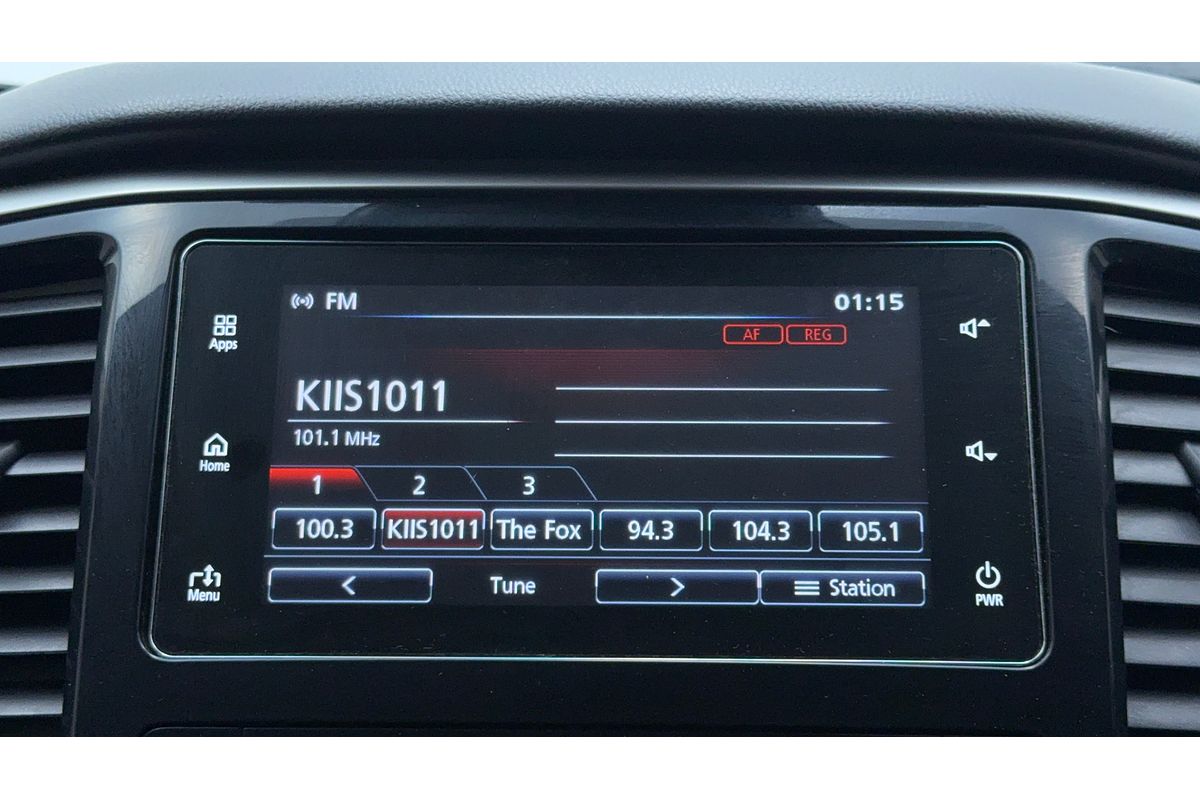 FM 01:15
AF REG
Apps
KIIS1011
101.1 MHz
Home
1 2 3
100.3 KIIS1011 The Fox 94.3 104.3 105.1
< Tune > Station
Menu PWR